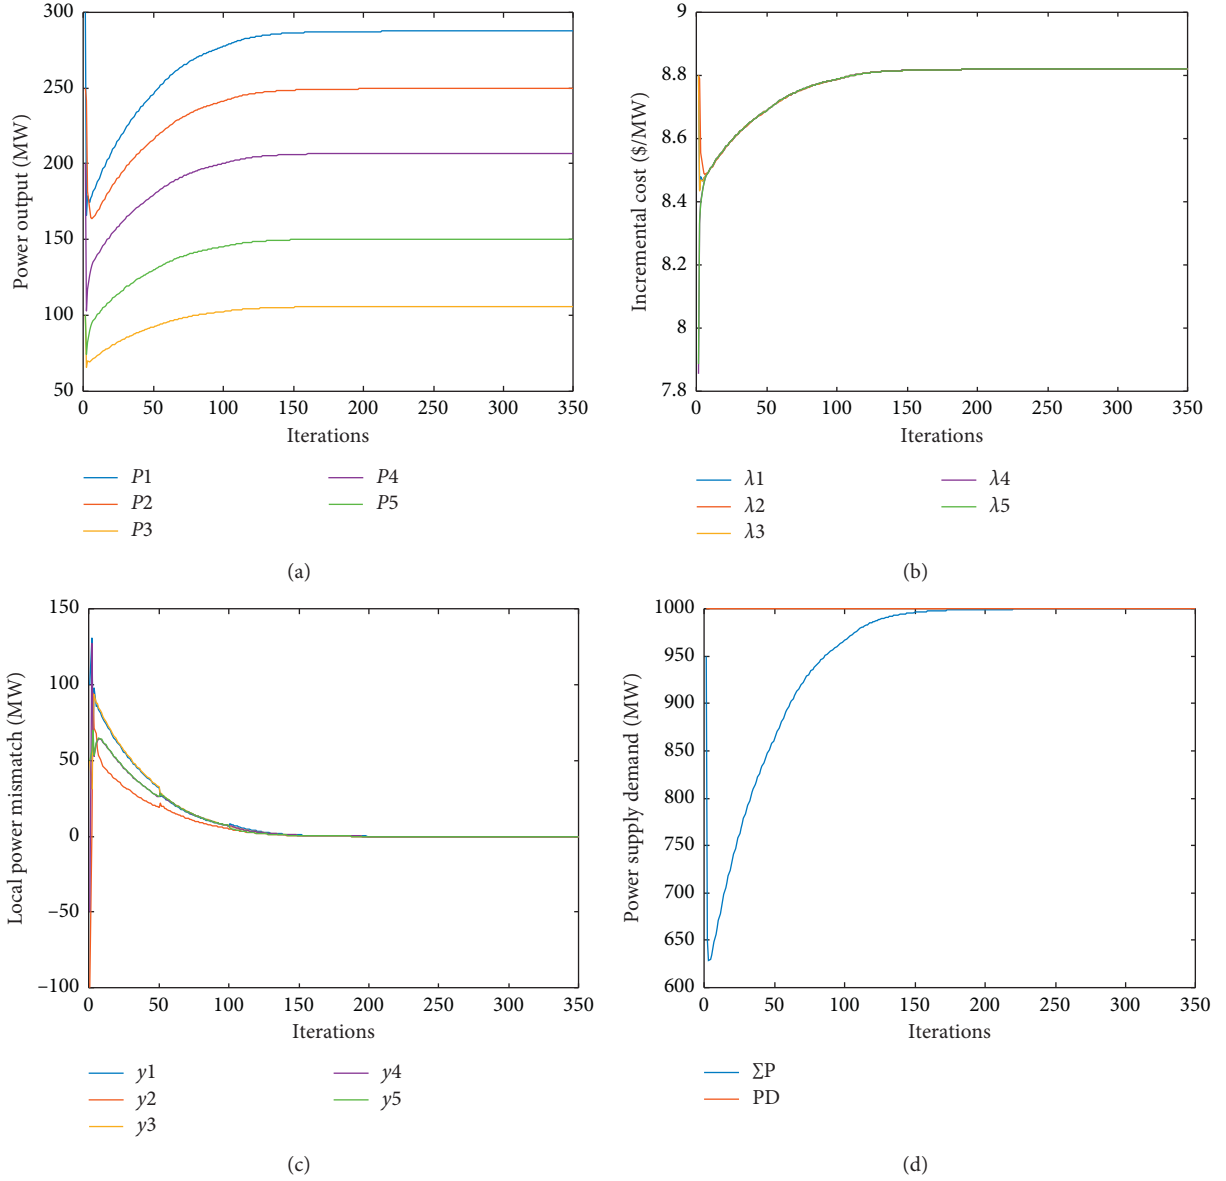 300
250
200
150
100
50
Power output (MW)
0 50 100 150 200 250 300 350
Iterations
P1
P2
P3
P4
P5
(a)
9
8.8
8.6
8.4
8.2
8
7.8
Incremental cost ($/MW)
0 50 100 150 200 250 300 350
Iterations
λ1
λ2
λ3
λ4
λ5
(b)
150
100
50
0
−50
−100
Local power mismatch (MW)
0 50 100 150 200 250 300 350
Iterations
y1
y2
y3
y4
y5
(c)
1000
950
900
850
800
750
700
650
600
Power supply demand (MW)
0 50 100 150 200 250 300 350
Iterations
∑P
PD
(d)